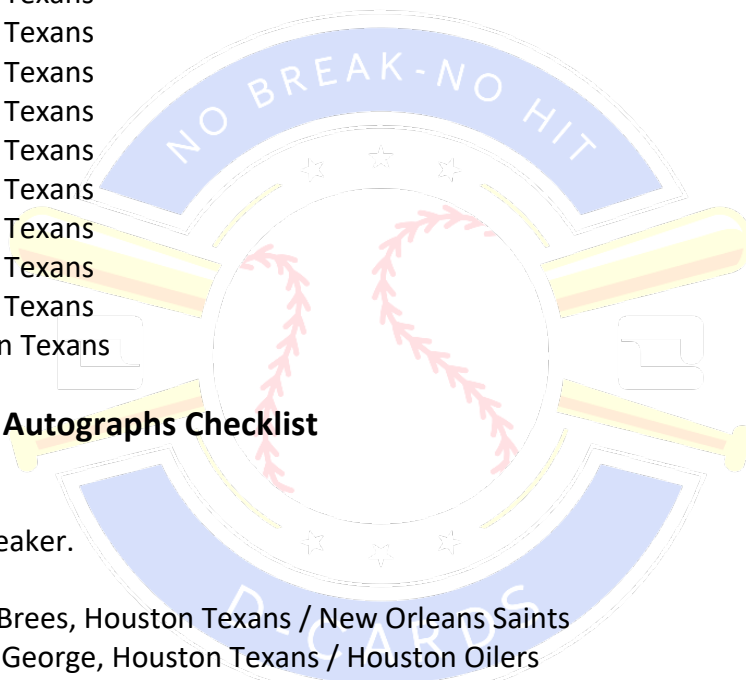 Texans
Texans
Texans
Texans
Texans
Texans
Texans
Texans
Texans
Texans
Autographs Checklist
eaker.
Brees, Houston Texans / New Orleans Saints
George, Houston Texans / Houston Oilers
NO BREAK-NO HIT
D-CARDS